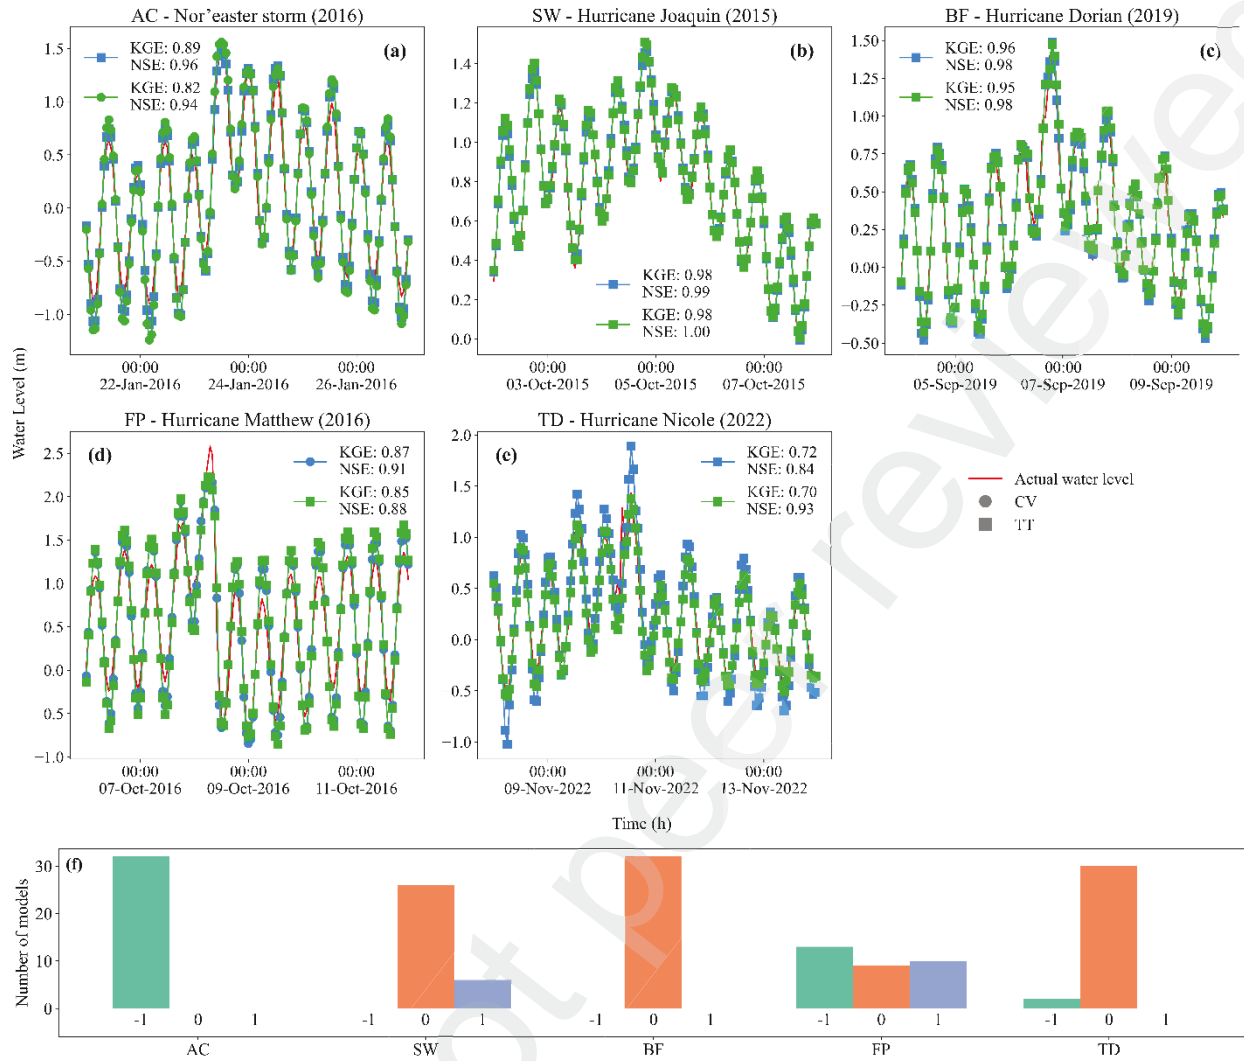 AC - Nor'easter storm (2016)
SW - Hurricane Joaquin (2015)
BF - Hurricane Dorian (2019)
(a)
KGE: 0.89
NSE: 0.96
KGE: 0.82
NSE: 0.94
1.5
1.0
0.5
0.0
−0.5
−1.0
00:00
22-Jan-2016
00:00
24-Jan-2016
00:00
26-Jan-2016
(b)
1.4
1.2
1.0
0.8
0.6
0.4
0.2
0.0
KGE: 0.98
NSE: 0.99
KGE: 0.98
NSE: 1.00
00:00
03-Oct-2015
00:00
05-Oct-2015
00:00
07-Oct-2015
(c)
KGE: 0.96
NSE: 0.98
KGE: 0.95
NSE: 0.98
1.50
1.25
1.00
0.75
0.50
0.25
0.00
−0.25
−0.50
00:00
05-Sep-2019
00:00
07-Sep-2019
00:00
09-Sep-2019
Water Level (m)
FP - Hurricane Matthew (2016)
TD - Hurricane Nicole (2022)
(d)
KGE: 0.87
NSE: 0.91
KGE: 0.85
NSE: 0.88
2.5
2.0
1.5
1.0
0.5
0.0
−0.5
−1.0
00:00
07-Oct-2016
00:00
09-Oct-2016
00:00
11-Oct-2016
(e)
KGE: 0.72
NSE: 0.84
KGE: 0.70
NSE: 0.93
2.0
1.5
1.0
0.5
0.0
0.5
−1.0
00:00
09-Nov-2022
00:00
11-Nov-2022
00:00
13-Nov-2022
Actual water level
CV
TT
Time (h)
(f)
Number of models
30
20
10
0
-1 0 1
-1 0 1
-1 0 1
-1 0 1
-1 0 1
AC SW BF FP TD
ot peer reviewed